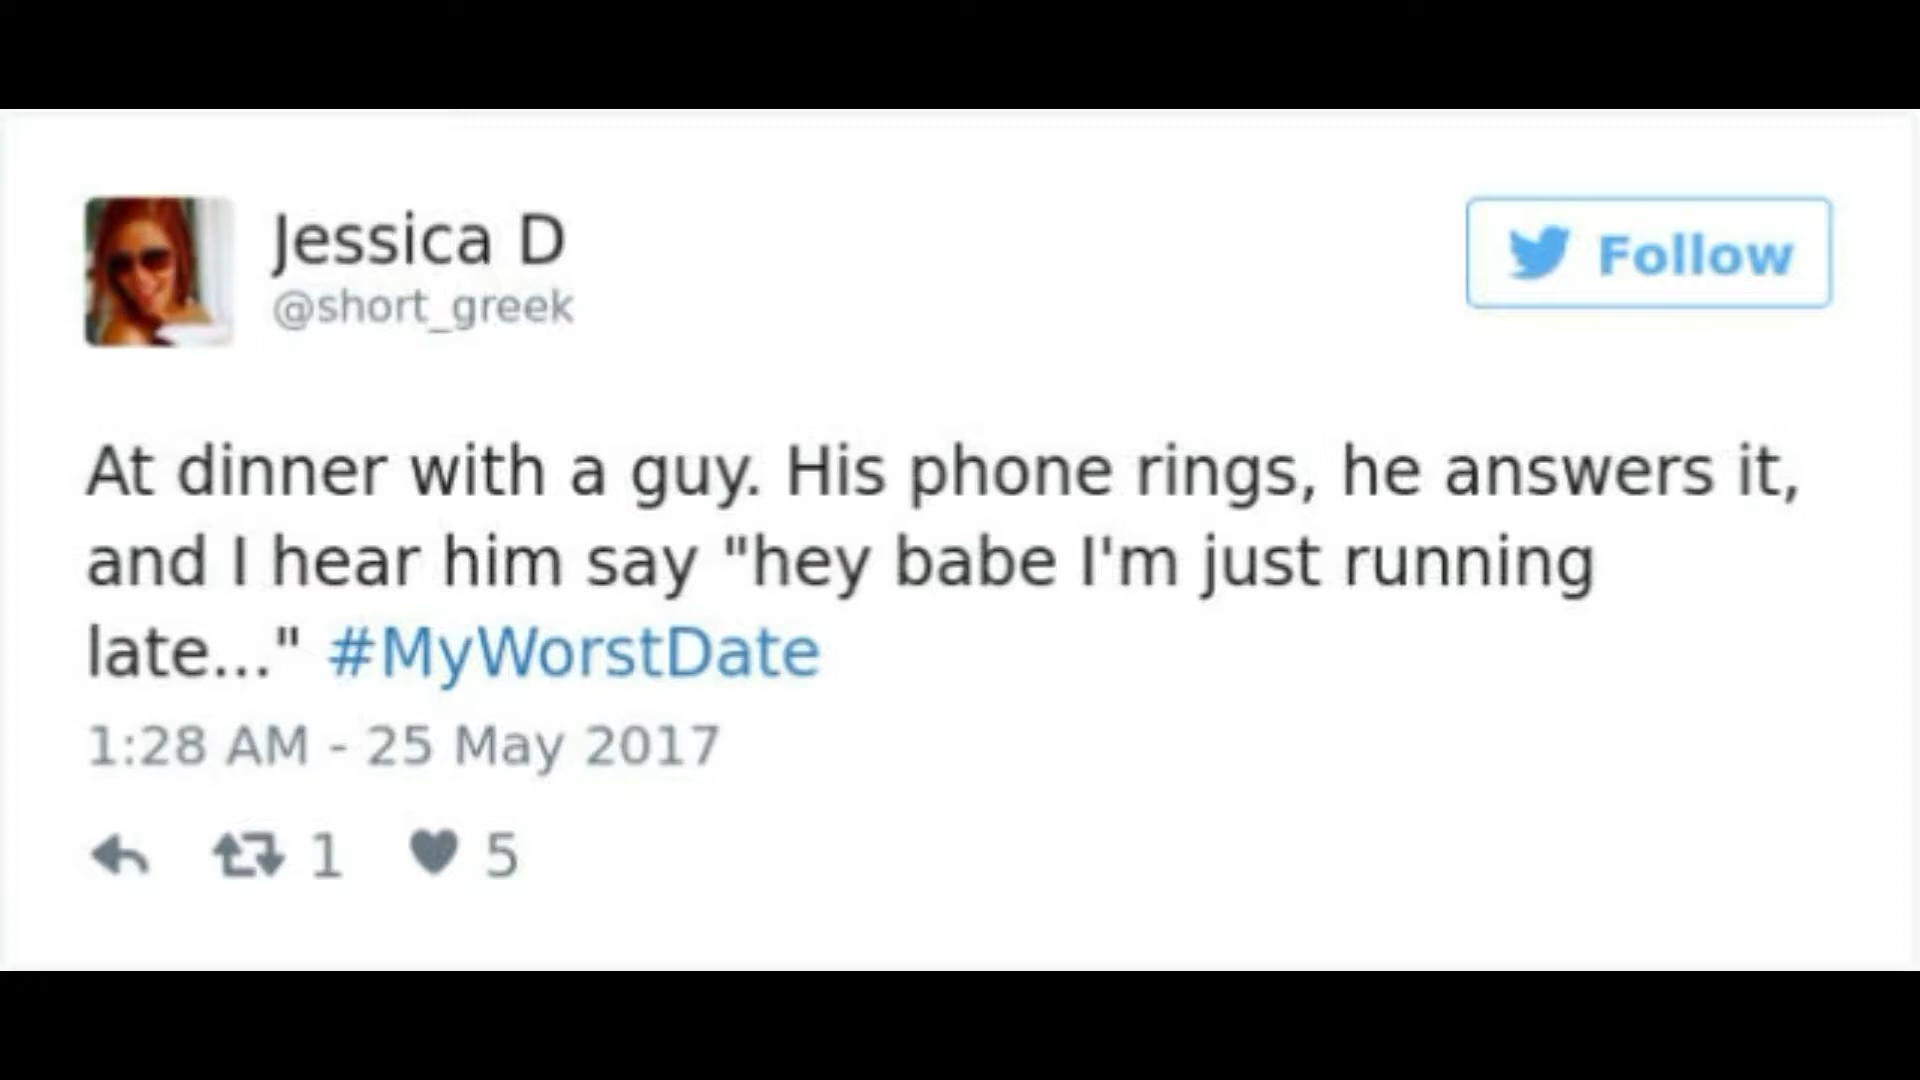 Jessica D
@short_greek
Follow
At dinner with a guy. His phone rings, he answers it,
and I hear him say "hey babe I'm just running
late..." #MyWorstDate
1:28 AM - 25 May 2017
1 5